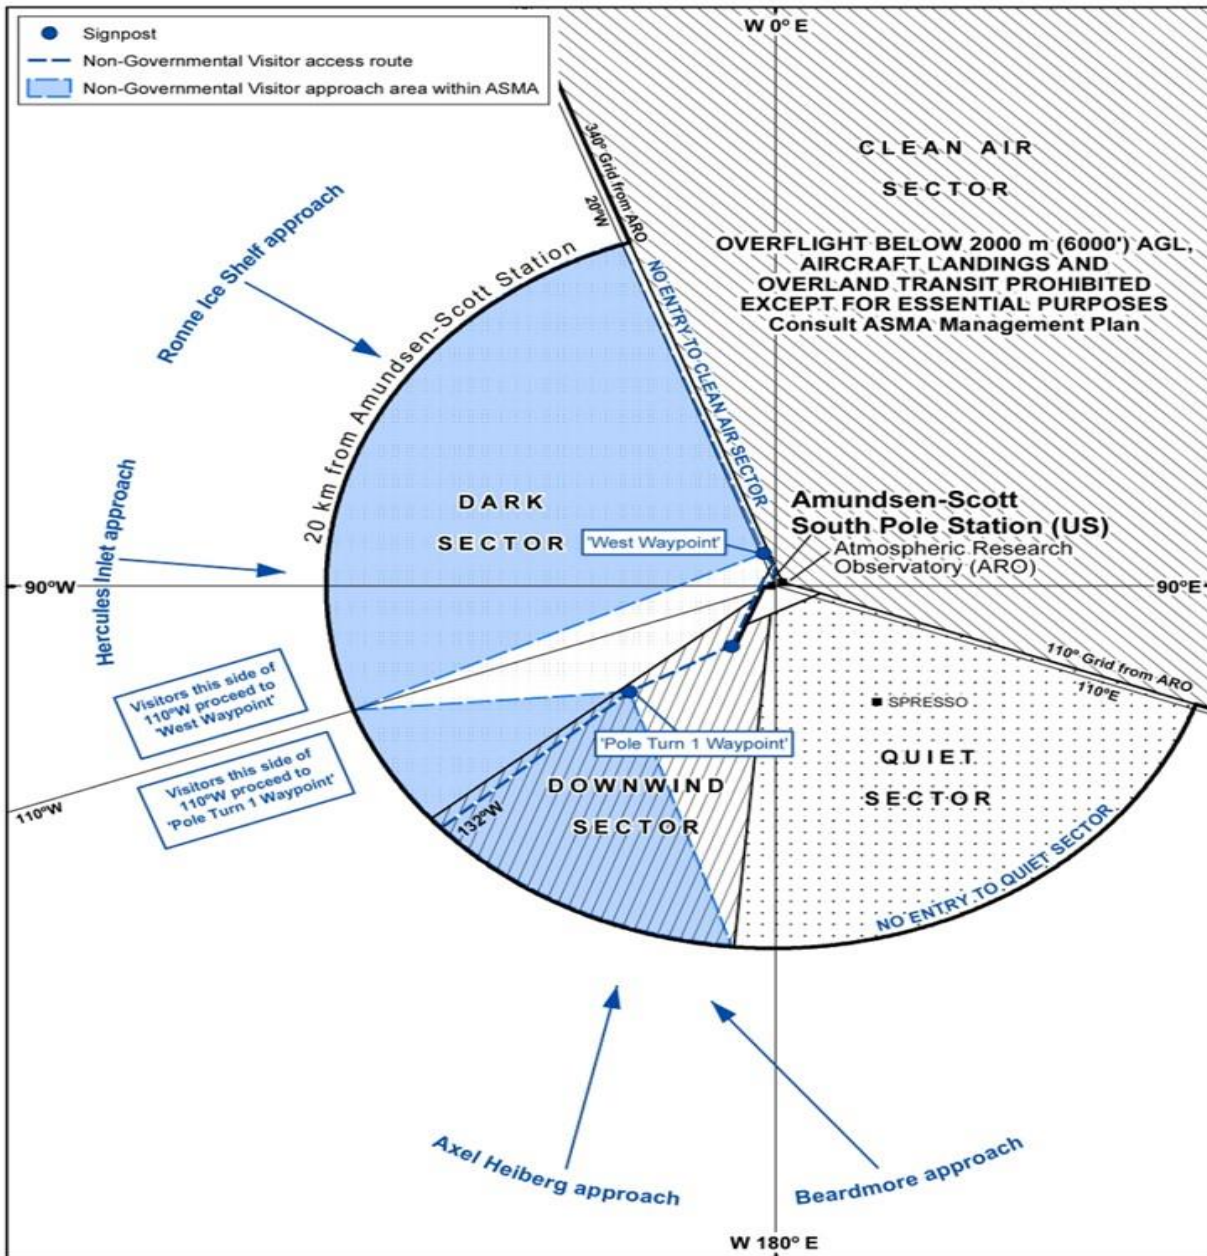 Signpost
Non-Governmental Visitor access route
Non-Governmental Visitor approach area within ASMA
W 0° E
CLEAN AIR
SECTOR
OVERFLIGHT BELOW 2000 m (6000') AGL,
AIRCRAFT LANDINGS AND
OVERLAND TRANSIT PROHIBITED
EXCEPT FOR ESSENTIAL PURPOSES
Consult ASMA Management Plan
340° Grid from ARO
20°W
NO ENTRY TO CLEAN AIR SECTOR
Ronne Ice Shelf approach
20 km from Amundsen-Scott Station
DARK
SECTOR
'West Waypoint'
Amundsen-Scott
South Pole Station (US)
Atmospheric Research
Observatory (ARO)
Hercules Inlet approach
90°W
90°E
110° Grid from ARO
110°E
Visitors this side of
110°W proceed to
'West Waypoint'
Visitors this side of
110°W proceed to
'Pole Turn 1 Waypoint'
110°W
SPRESSO
'Pole Turn 1 Waypoint'
QUIET
SECTOR
DOWNWIND
SECTOR
132°W
NO ENTRY TO QUIET SECTOR
Axel Heiberg approach
Beardmore approach
W 180° E